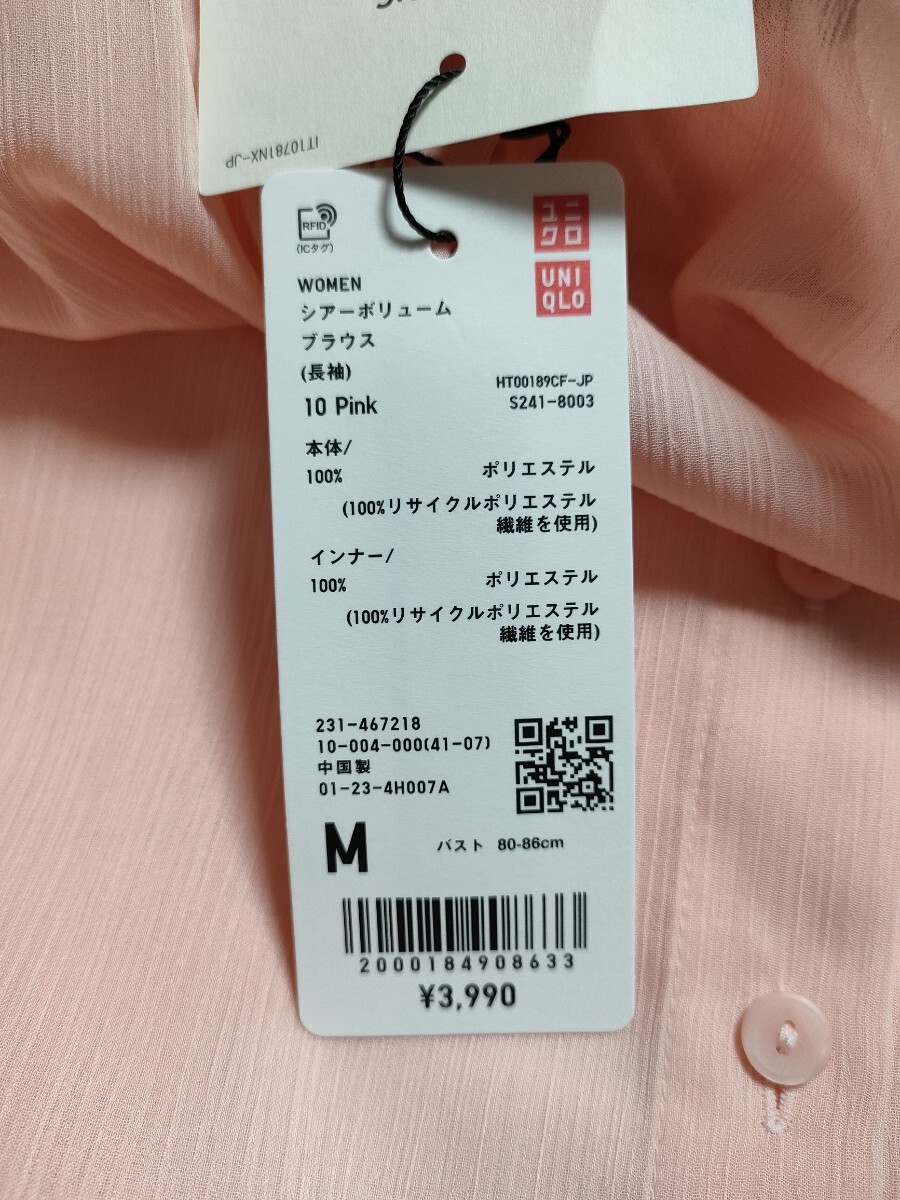 IT10781NX-JP
RFID
(ICタグ)
ユニ
クロ
UNI
QLO
WOMEN
シアーボリューム
ブラウス
(長袖)
10 Pink
HT00189CF-JP
S241-8003
本体/
100% ポリエステル
(100%リサイクルポリエステル
繊維を使用)
インナー/
100% ポリエステル
(100%リサイクルポリエステル
繊維を使用)
231-467218
10-004-000(41-07)
中国製
01-23-4H007A
M バスト 80-86cm
2000184908633
¥3,990